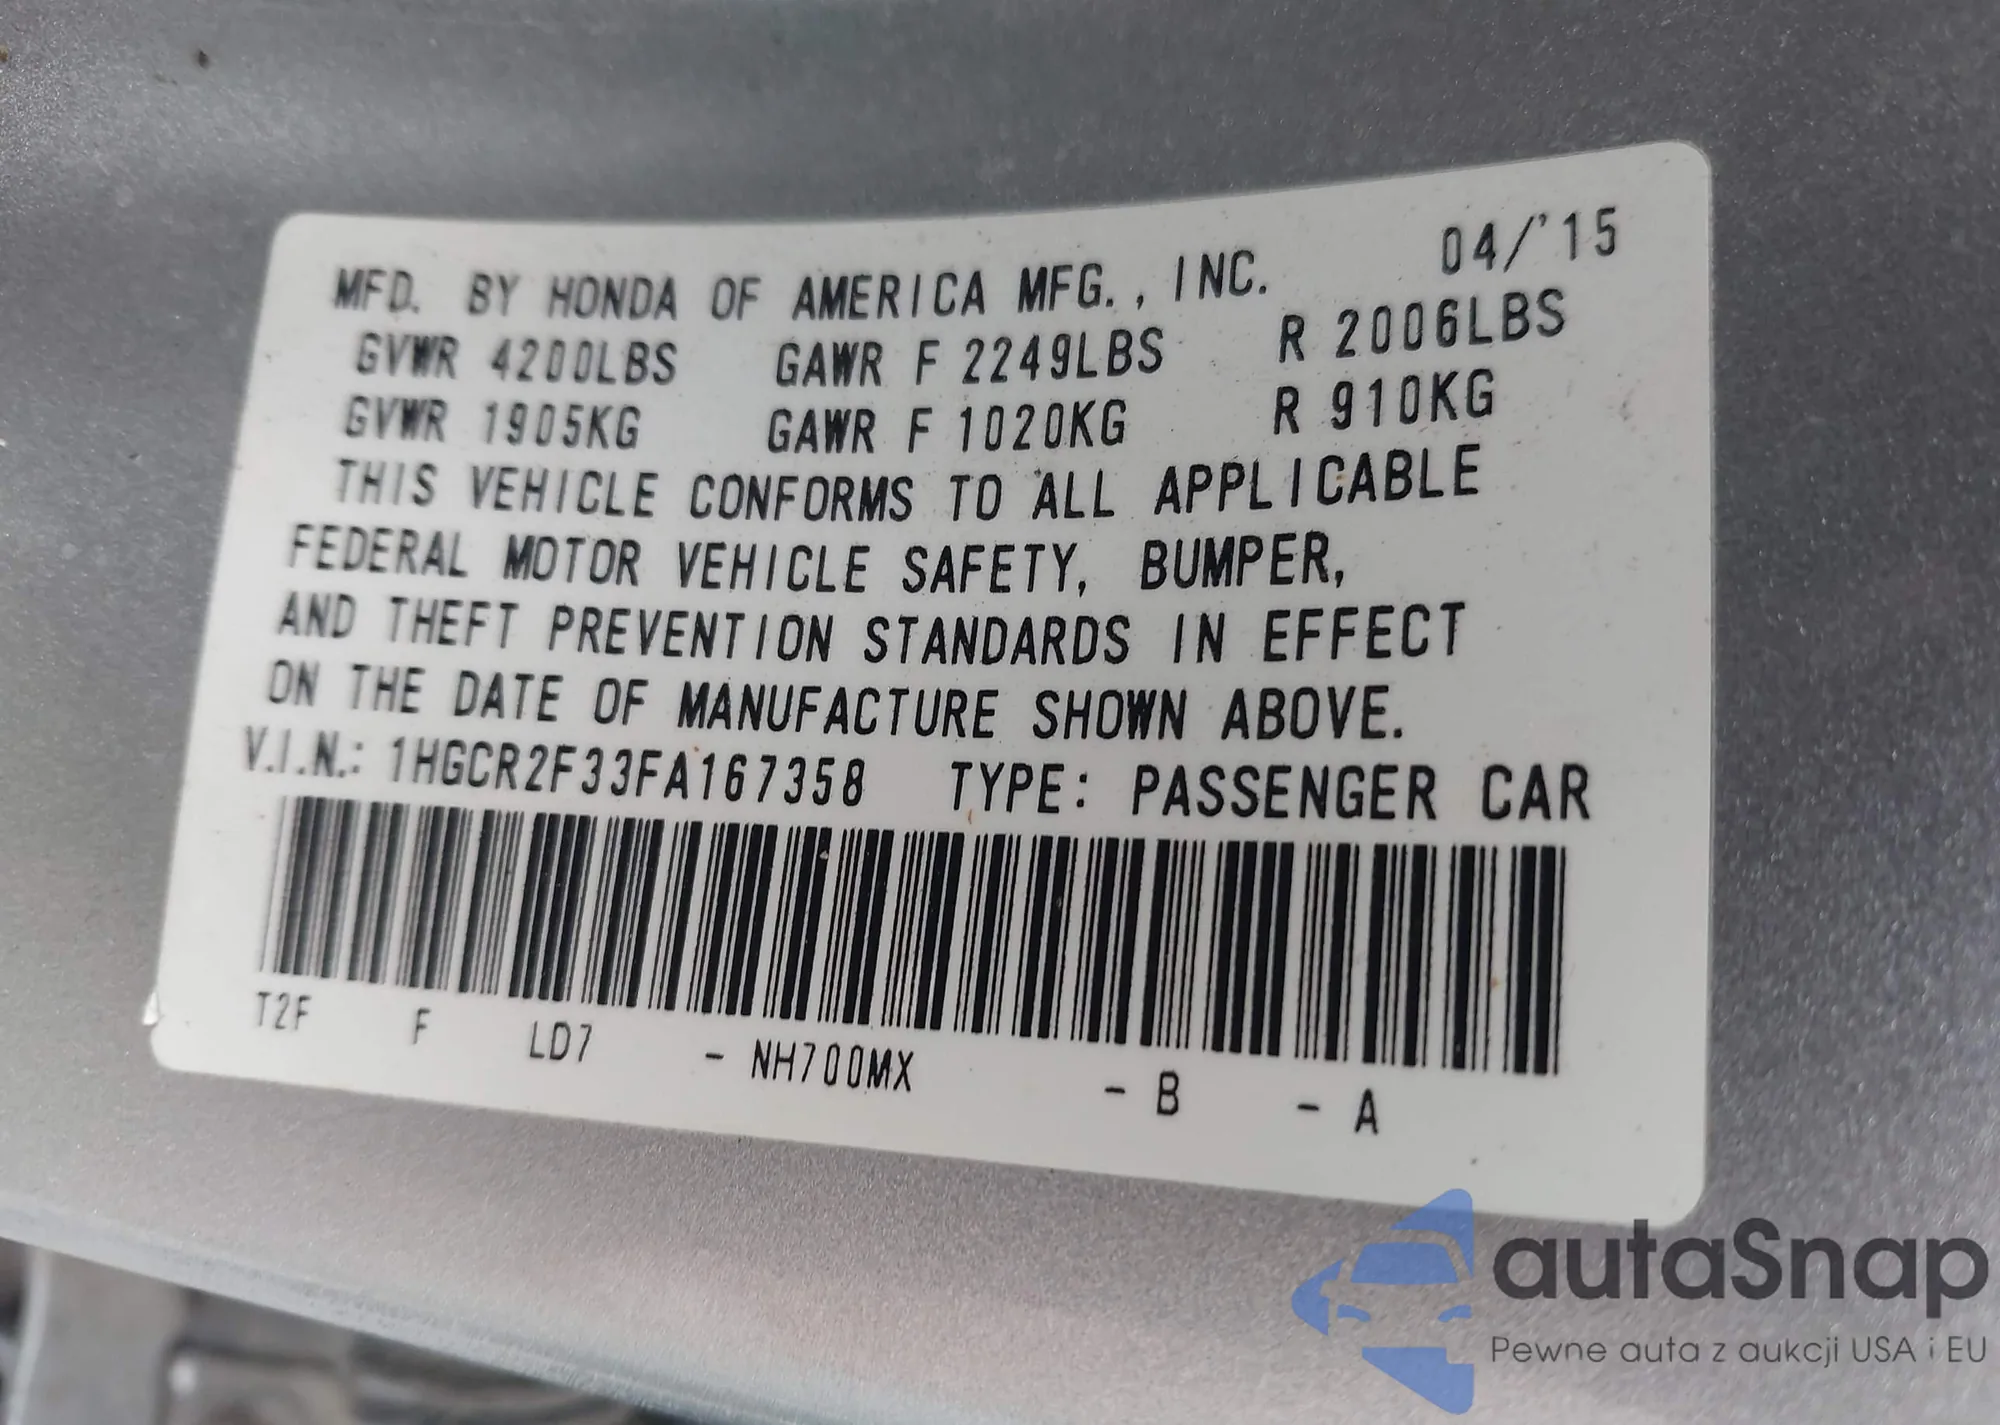 MFD. BY HONDA OF AMERICA MFG., INC. 04/'15
GVWR 4200LBS GAWR F 2249LBS R 2006LBS
GVWR 1905KG GAWR F 1020KG R 910KG
THIS VEHICLE CONFORMS TO ALL APPLICABLE
FEDERAL MOTOR VEHICLE SAFETY, BUMPER,
AND THEFT PREVENTION STANDARDS IN EFFECT
ON THE DATE OF MANUFACTURE SHOWN ABOVE.
V.I.N.: 1HGCR2F33FA167358 TYPE: PASSENGER CAR
T2F F LD7 - NH700MX - B - A
autaSnap
Pewne auta z aukcji USA i EU